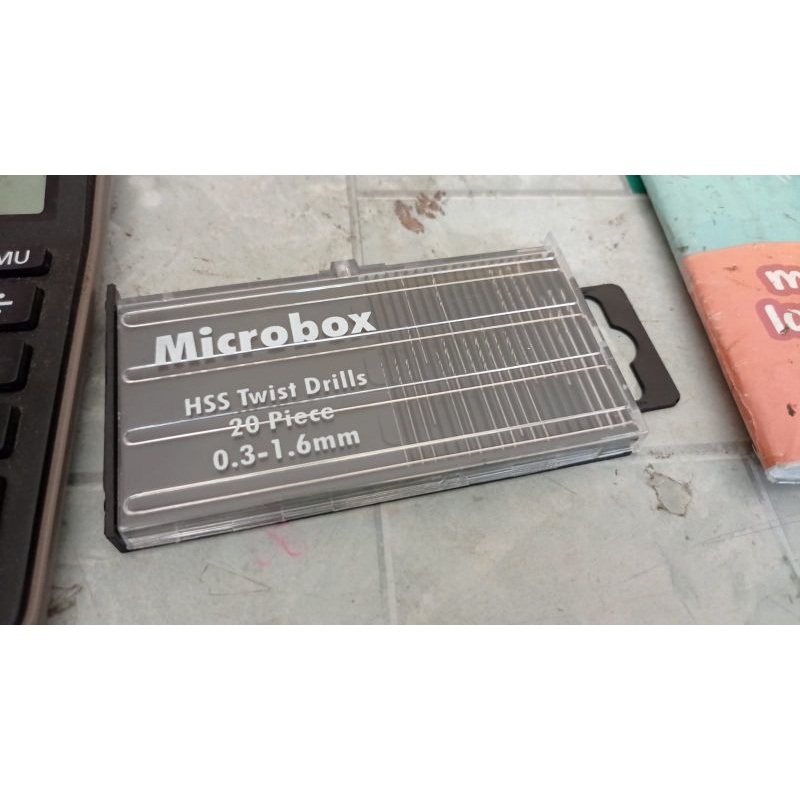 MU
÷
Microbox
HSS Twist Drills
20 Piece
0.3-1.6mm